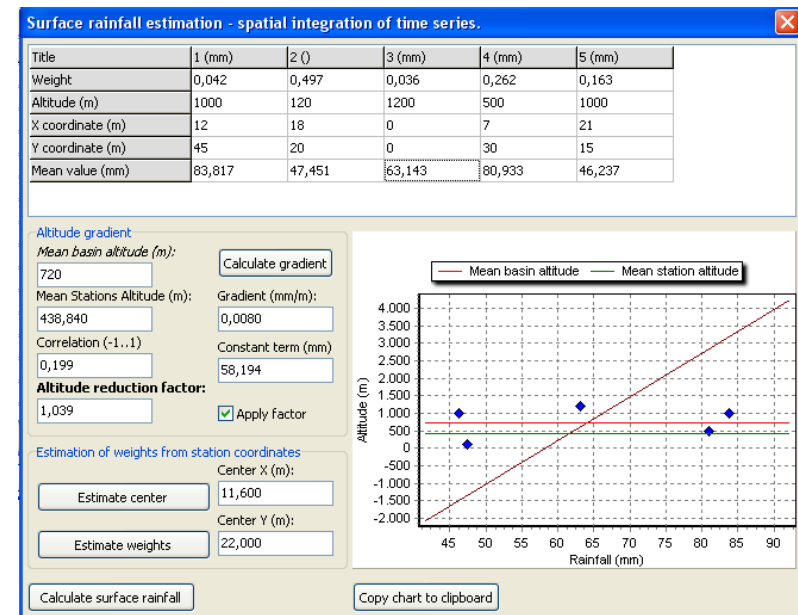 Surface rainfall estimation - spatial integration of time series.
Title 1 (mm) 2 () 3 (mm) 4 (mm) 5 (mm)
Weight 0,042 0,497 0,036 0,262 0,163
Altitude (m) 1000 120 1200 500 1000
X coordinate (m) 12 18 0 7 21
Y coordinate (m) 45 20 0 30 15
Mean value (mm) 83,817 47,451 63,143 80,933 46,237
Altitude gradient
Mean basin altitude (m):
720
Calculate gradient
Mean Stations Altitude (m):
438,840
Gradient (mm/m):
0,0080
Correlation (-1..1)
0,199
Constant term (mm)
58,194
Altitude reduction factor:
1,039
Apply factor
Estimation of weights from station coordinates
Center X (m):
Estimate center
11,600
Center Y (m):
Estimate weights
22,000
Mean basin altitude Mean station altitude
4.000
3.500
3.000
2.500
2.000
1.500
1.000
500
0
-500
-1.000
-1.500
-2.000
Altitude (m)
45 50 55 60 65 70 75 80 85 90
Rainfall (mm)
Calculate surface rainfall
Copy chart to clipboard